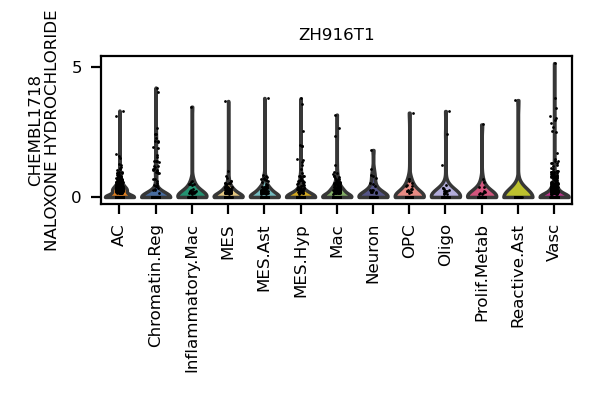 ZH916T1
CHEMBL1718
NALOXONE HYDROCHLORIDE
5
0
AC
Chromatin.Reg
Inflammatory.Mac
MES
MES.Ast
MES.Hyp
Mac
Neuron
OPC
Oligo
Prolif.Metab
Reactive.Ast
Vasc